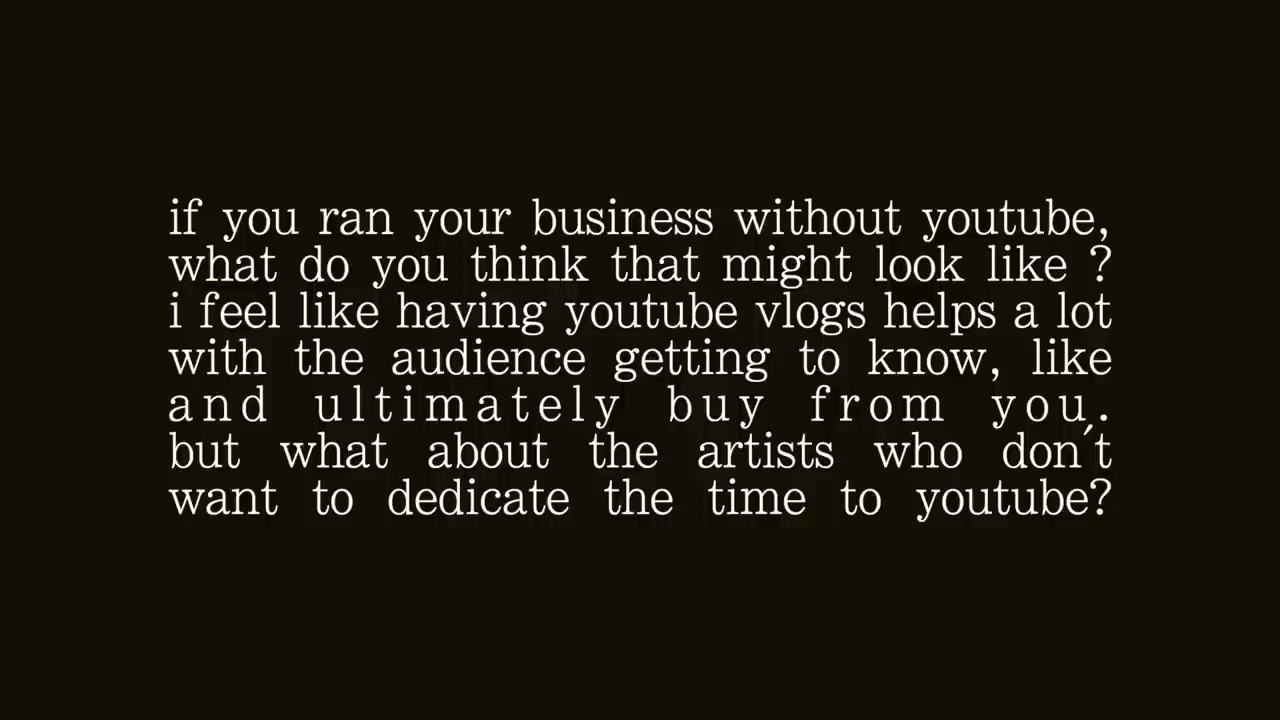 if you ran your business without youtube,
what do you think that might look like ?
i feel like having youtube vlogs helps a lot
with the audience getting to know, like
and ultimately buy from you.
but what about the artists who don´t
want to dedicate the time to youtube?